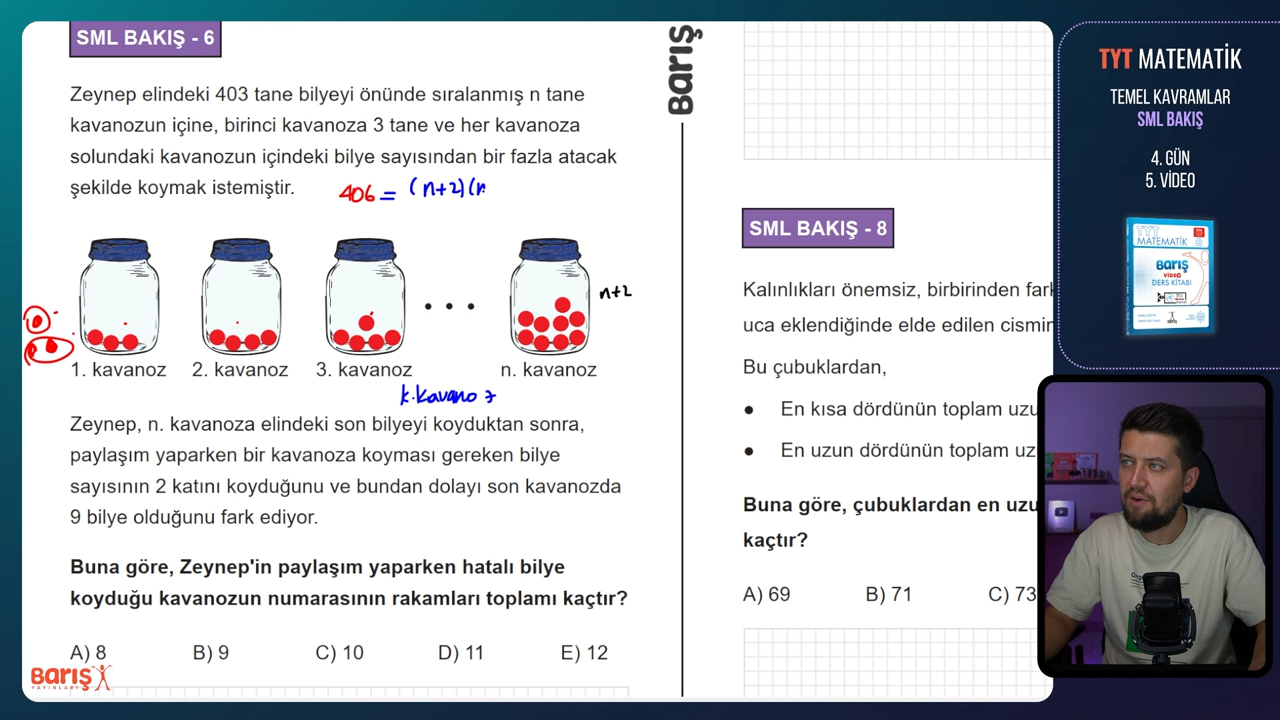 SML BAKIŞ - 6
Zeynep elindeki 403 tane bilyeyi önünde sıralanmış n tane
kavanozun içine, birinci kavanoza 3 tane ve her kavanoza
solundaki kavanozun içindeki bilye sayısından bir fazla atacak
şekilde koymak istemiştir.
406 = (n+2)(n
n+2
1. kavanoz 2. kavanoz 3. kavanoz n. kavanoz
k.kavanoz
Zeynep, n. kavanoza elindeki son bilyeyi koyduktan sonra,
paylaşım yaparken bir kavanoza koyması gereken bilye
sayısının 2 katını koyduğunu ve bundan dolayı son kavanozda
9 bilye olduğunu fark ediyor.
Buna göre, Zeynep'in paylaşım yaparken hatalı bilye
koyduğu kavanozun numarasının rakamları toplamı kaçtır?
A) 8 B) 9 C) 10 D) 11 E) 12
BARIŞ
YAYINLARI
BARIŞ
SML BAKIŞ - 8
Kalınlıkları önemsiz, birbirinden farl
uca eklendiğinde elde edilen cismin
Bu çubuklardan,
● En kısa dördünün toplam uzu
● En uzun dördünün toplam uz
Buna göre, çubuklardan en uzu
kaçtır?
A) 69 B) 71 C) 73
TYT MATEMATİK
TEMEL KAVRAMLAR
SML BAKIŞ
4. GÜN
5. VİDEO
TYT
MATEMATİK
BARIŞ
VİDEO
DERS KİTABI